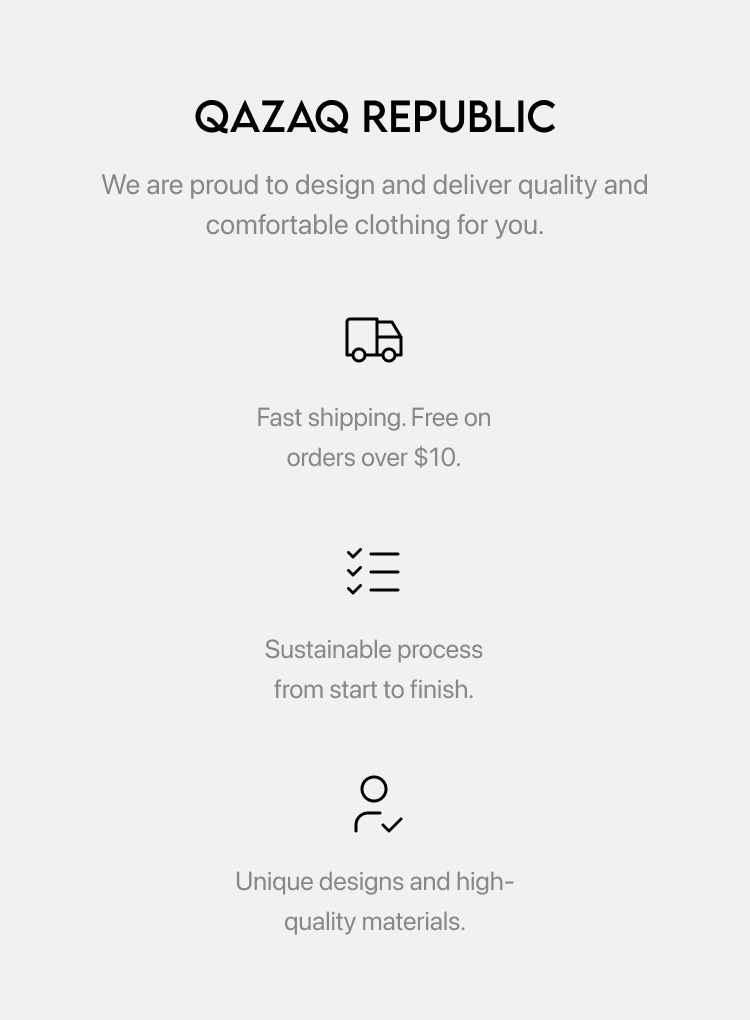 QAZAQ REPUBLIC
We are proud to design and deliver quality and
comfortable clothing for you.
Fast shipping. Free on
orders over $10.
Sustainable process
from start to finish.
Unique designs and high-
quality materials.